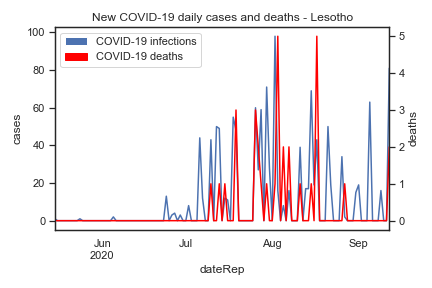 New COVID-19 daily cases and deaths - Lesotho
COVID-19 infections
COVID-19 deaths
100
80
60
40
20
0
cases
5
4
3
2
1
0
deaths
Jun
2020
Jul
Aug
Sep
dateRep